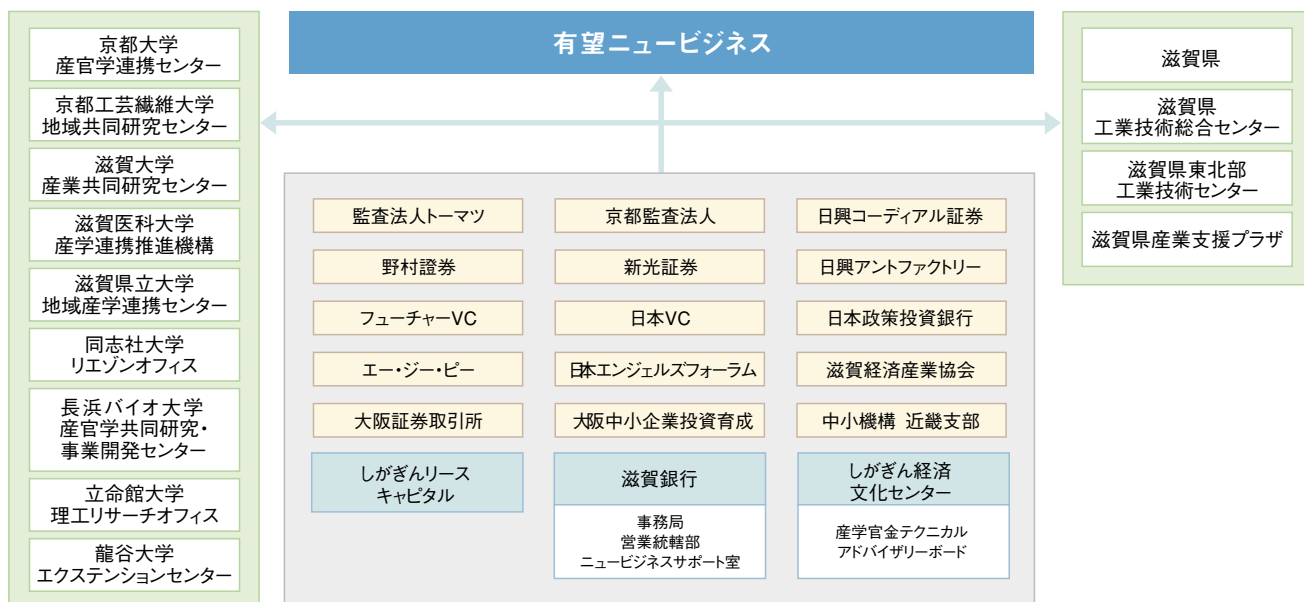 有望ニュービジネス
京都大学
産官学連携センター
京都工芸繊維大学
地域共同研究センター
滋賀大学
産業共同研究センター
滋賀医科大学
産学連携推進機構
滋賀県立大学
地域産学連携センター
同志社大学
リエゾンオフィス
長浜バイオ大学
産官学共同研究・
事業開発センター
立命館大学
理工リサーチオフィス
龍谷大学
エクステンションセンター
監査法人トーマツ
京都監査法人
日興コーディアル証券
野村證券
新光証券
日興アントファクトリー
フューチャーVC
日本VC
日本政策投資銀行
エー・ジー・ピー
日本エンジェルズフォーラム
滋賀経済産業協会
大阪証券取引所
大阪中小企業投資育成
中小機構 近畿支部
しがぎんリース
キャピタル
滋賀銀行
事務局
営業統轄部
ニュービジネスサポート室
しがぎん経済
文化センター
産学官金テクニカル
アドバイザリーボード
滋賀県
滋賀県
工業技術総合センター
滋賀県東北部
工業技術センター
滋賀県産業支援プラザ